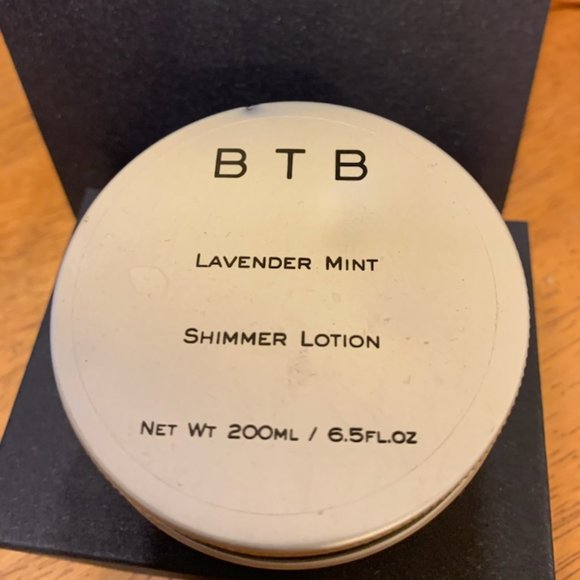 BTB
Lavender Mint
Shimmer Lotion
Net Wt 200ml / 6.5fl.oz